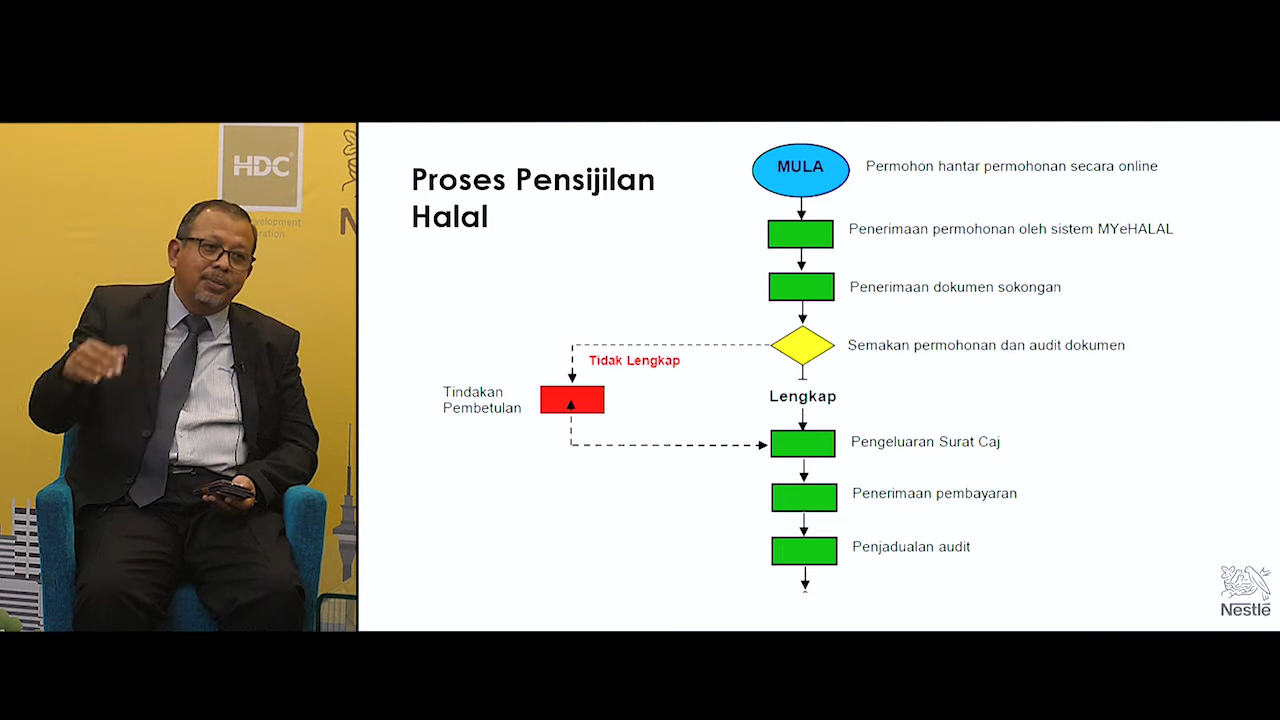 HDC
Proses Pensijilan
Halal
MULA
Permohon hantar permohonan secara online
Penerimaan permohonan oleh sistem MYeHALAL
Penerimaan dokumen sokongan
Semakan permohonan dan audit dokumen
Tidak Lengkap
Tindakan
Pembetulan
Lengkap
Pengeluaran Surat Caj
Penerimaan pembayaran
Penjadualan audit
Nestlé